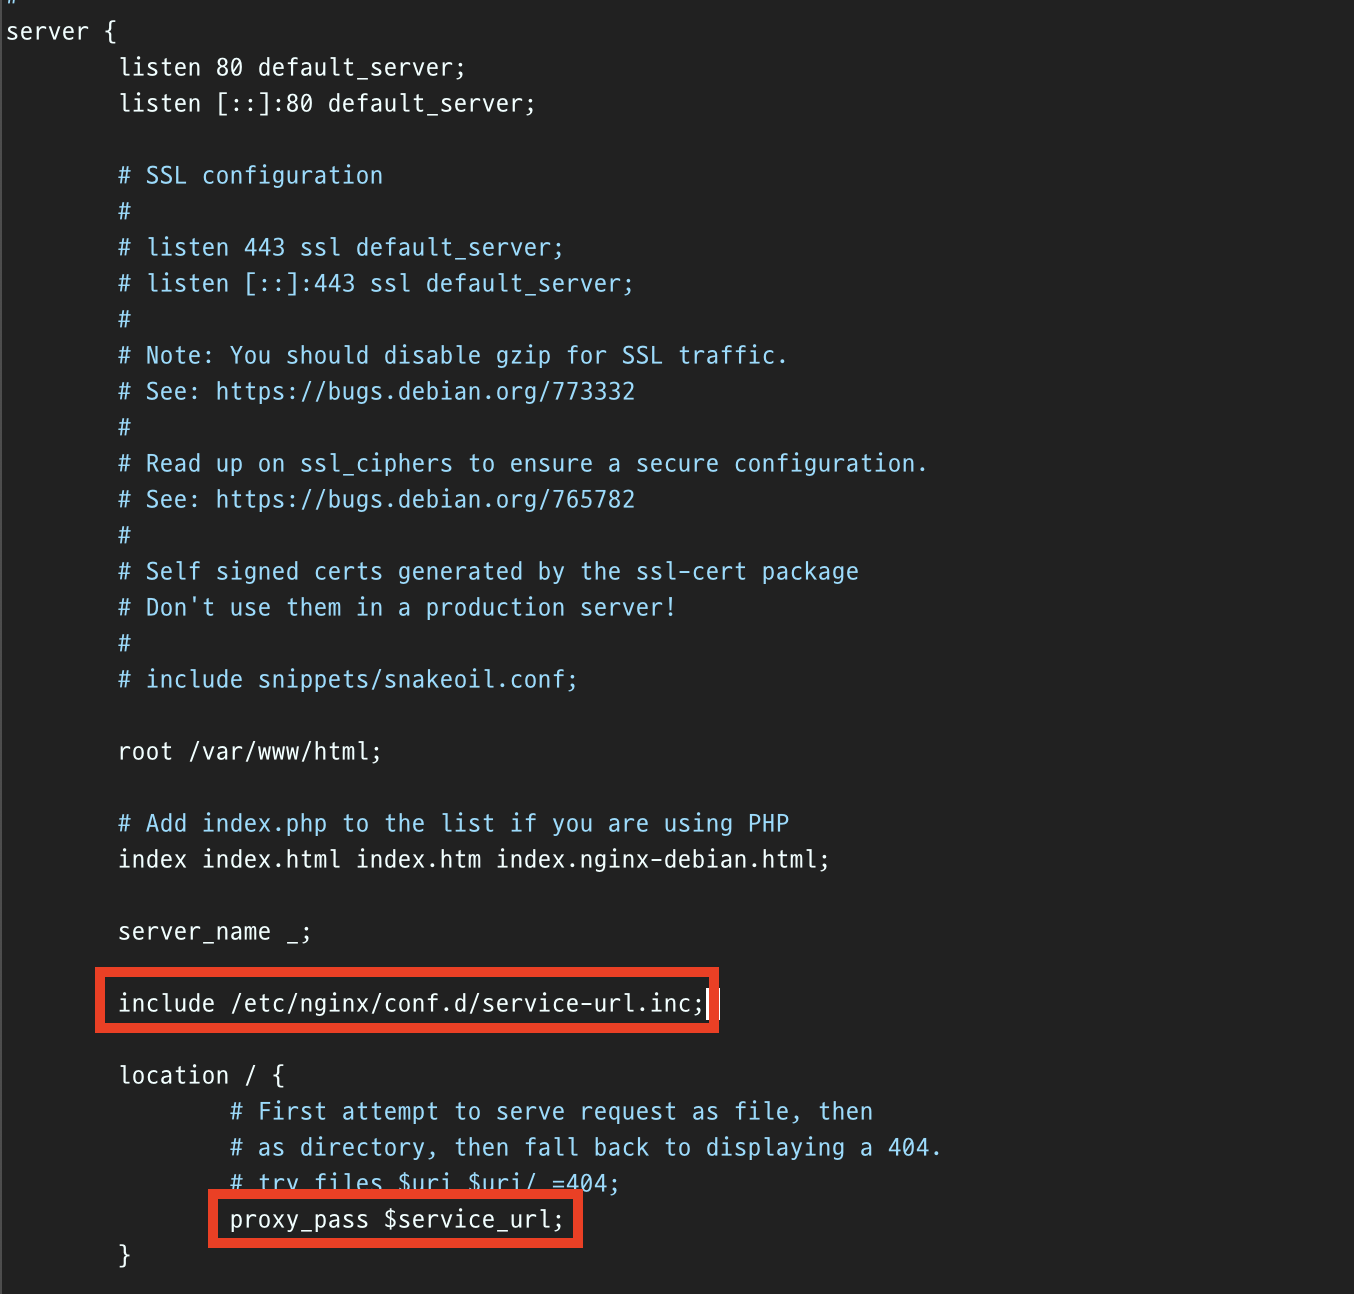 #
server {
listen 80 default_server;
listen [::]:80 default_server;
# SSL configuration
#
# listen 443 ssl default_server;
# listen [::]:443 ssl default_server;
#
# Note: You should disable gzip for SSL traffic.
# See: https://bugs.debian.org/773332
#
# Read up on ssl_ciphers to ensure a secure configuration.
# See: https://bugs.debian.org/765782
#
# Self signed certs generated by the ssl-cert package
# Don't use them in a production server!
#
# include snippets/snakeoil.conf;
root /var/www/html;
# Add index.php to the list if you are using PHP
index index.html index.htm index.nginx-debian.html;
server_name _;
include /etc/nginx/conf.d/service-url.inc;
location / {
# First attempt to serve request as file, then
# as directory, then fall back to displaying a 404.
# try_files $uri $uri/ =404;
proxy_pass $service_url;
}